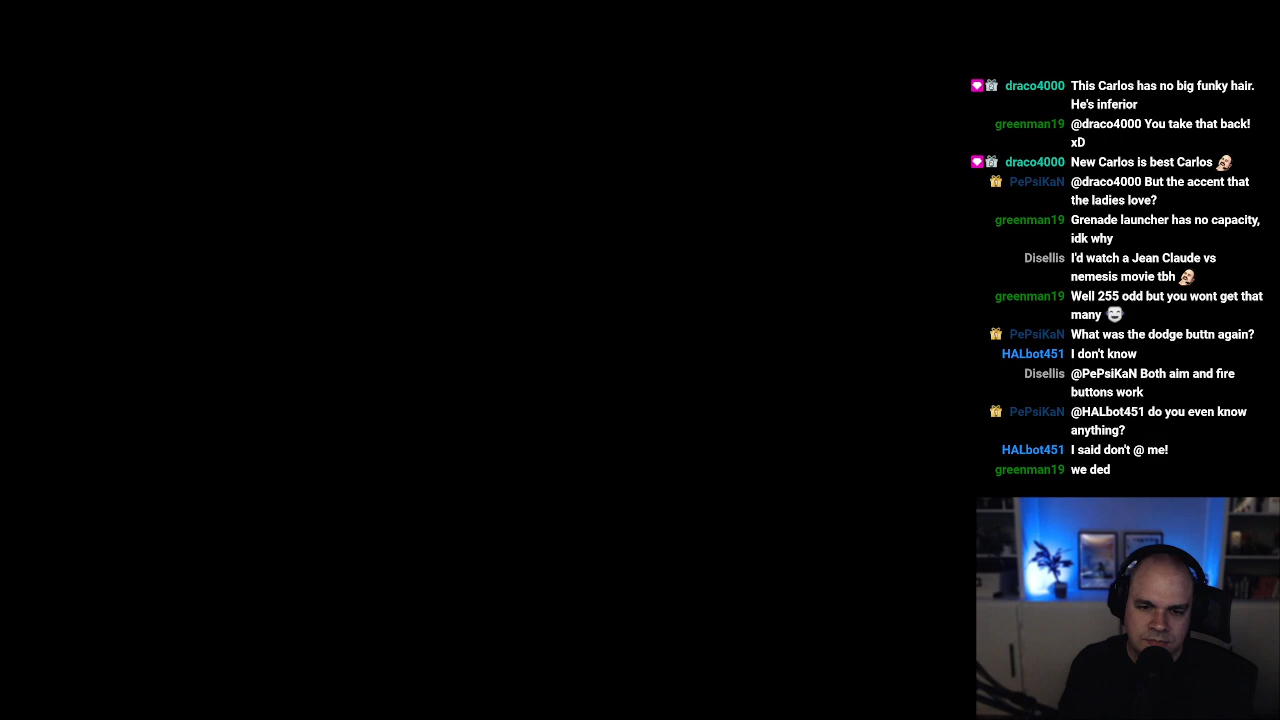 draco4000 This Carlos has no big funky hair.
He's inferior
greenman19 @draco4000 You take that back!
xD
draco4000 New Carlos is best Carlos
PePsiKaN @draco4000 But the accent that
the ladies love?
greenman19 Grenade launcher has no capacity,
idk why
Disellis I'd watch a Jean Claude vs
nemesis movie tbh
greenman19 Well 255 odd but you wont get that
many
PePsiKaN What was the dodge buttn again?
HALbot451 I don't know
Disellis @PePsiKaN Both aim and fire
buttons work
PePsiKaN @HALbot451 do you even know
anything?
HALbot451 I said don't @ me!
greenman19 we ded